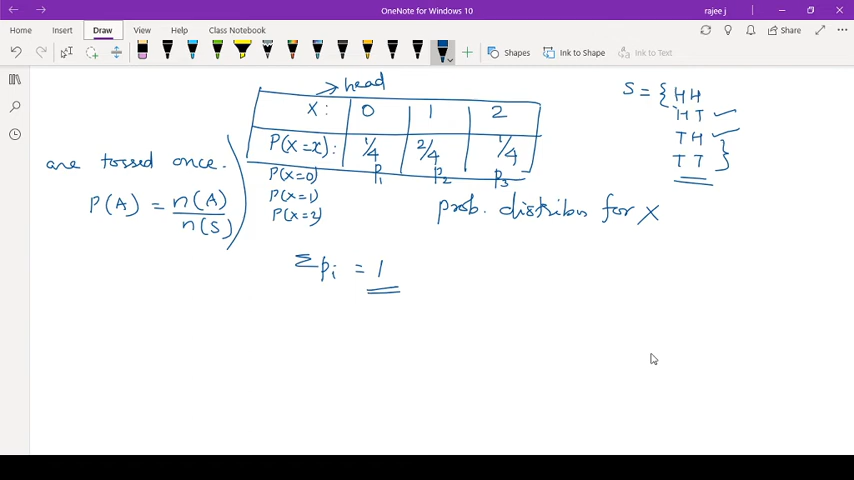 OneNote for Windows 10
rajee j
Home Insert Draw View Help Class Notebook Share
Shapes Ink to Shape Ink to Text
→ head
X : 0 1 2
P(X=x): 1/4 2/4 1/4
p1 p2 p3
P(X=0)
P(X=1)
P(X=2)
S = { HH
HT
TH
TT }
are tossed once.
P(A) = n(A)/n(S)
prob. distribun for X
Σpi = 1